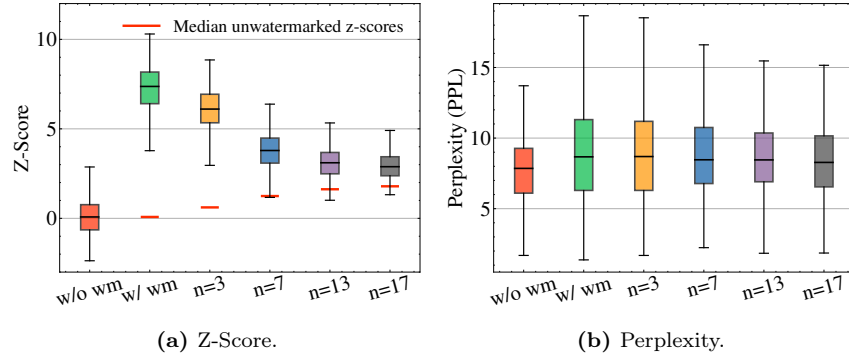 Median unwatermarked z-scores
Z-Score
10
5
0
w/o wm
w/ wm
n=3
n=7
n=13
n=17
(a) Z-Score.
Perplexity (PPL)
15
10
5
w/o wm
w/ wm
n=3
n=7
n=13
n=17
(b) Perplexity.